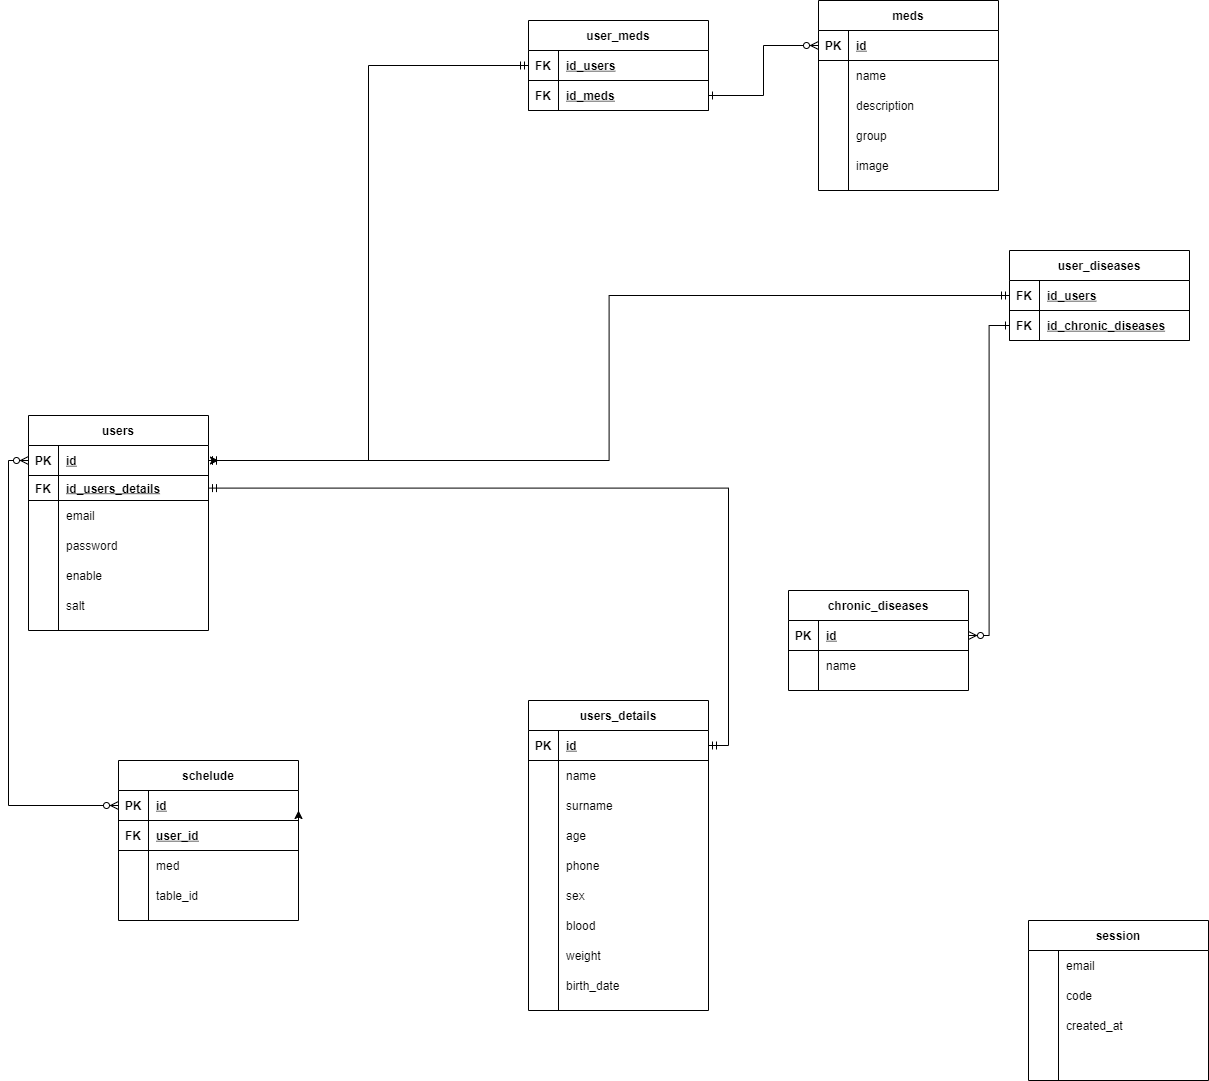 meds
PK id
name
description
group
image
user_meds
FK id_users
FK id_meds
user_diseases
FK id_users
FK id_chronic_diseases
users
PK id
FK id_users_details
email
password
enable
salt
chronic_diseases
PK id
name
users_details
PK id
name
surname
age
phone
sex
blood
weight
birth_date
schelude
PK id
FK user_id
med
table_id
session
email
code
created_at